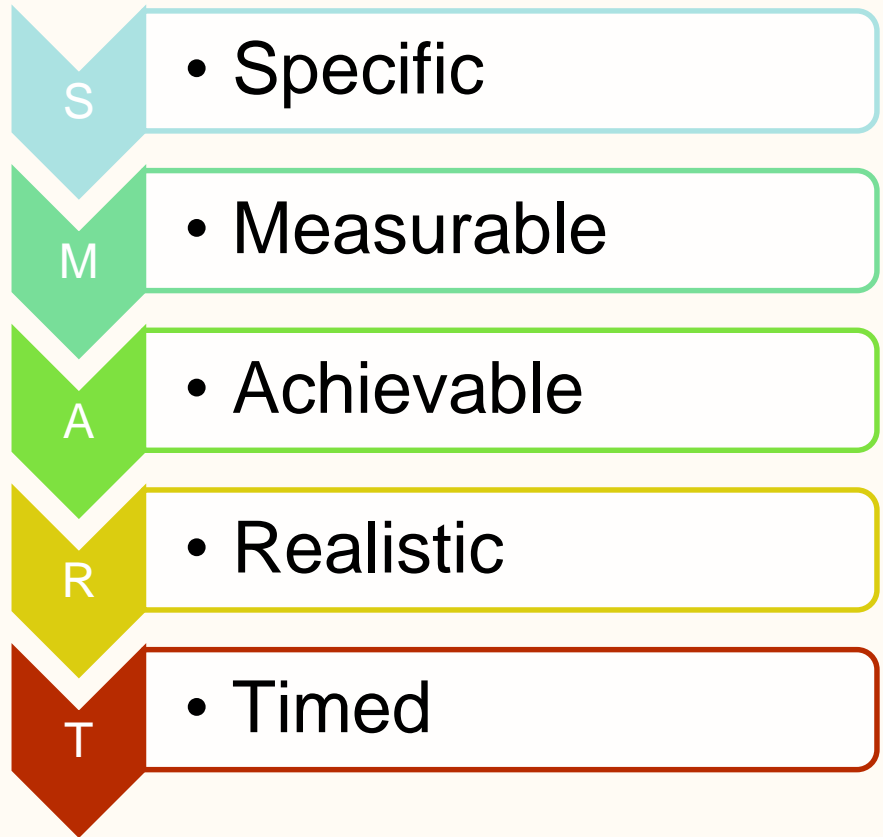 S
• Specific
M
• Measurable
A
• Achievable
R
• Realistic
T
• Timed